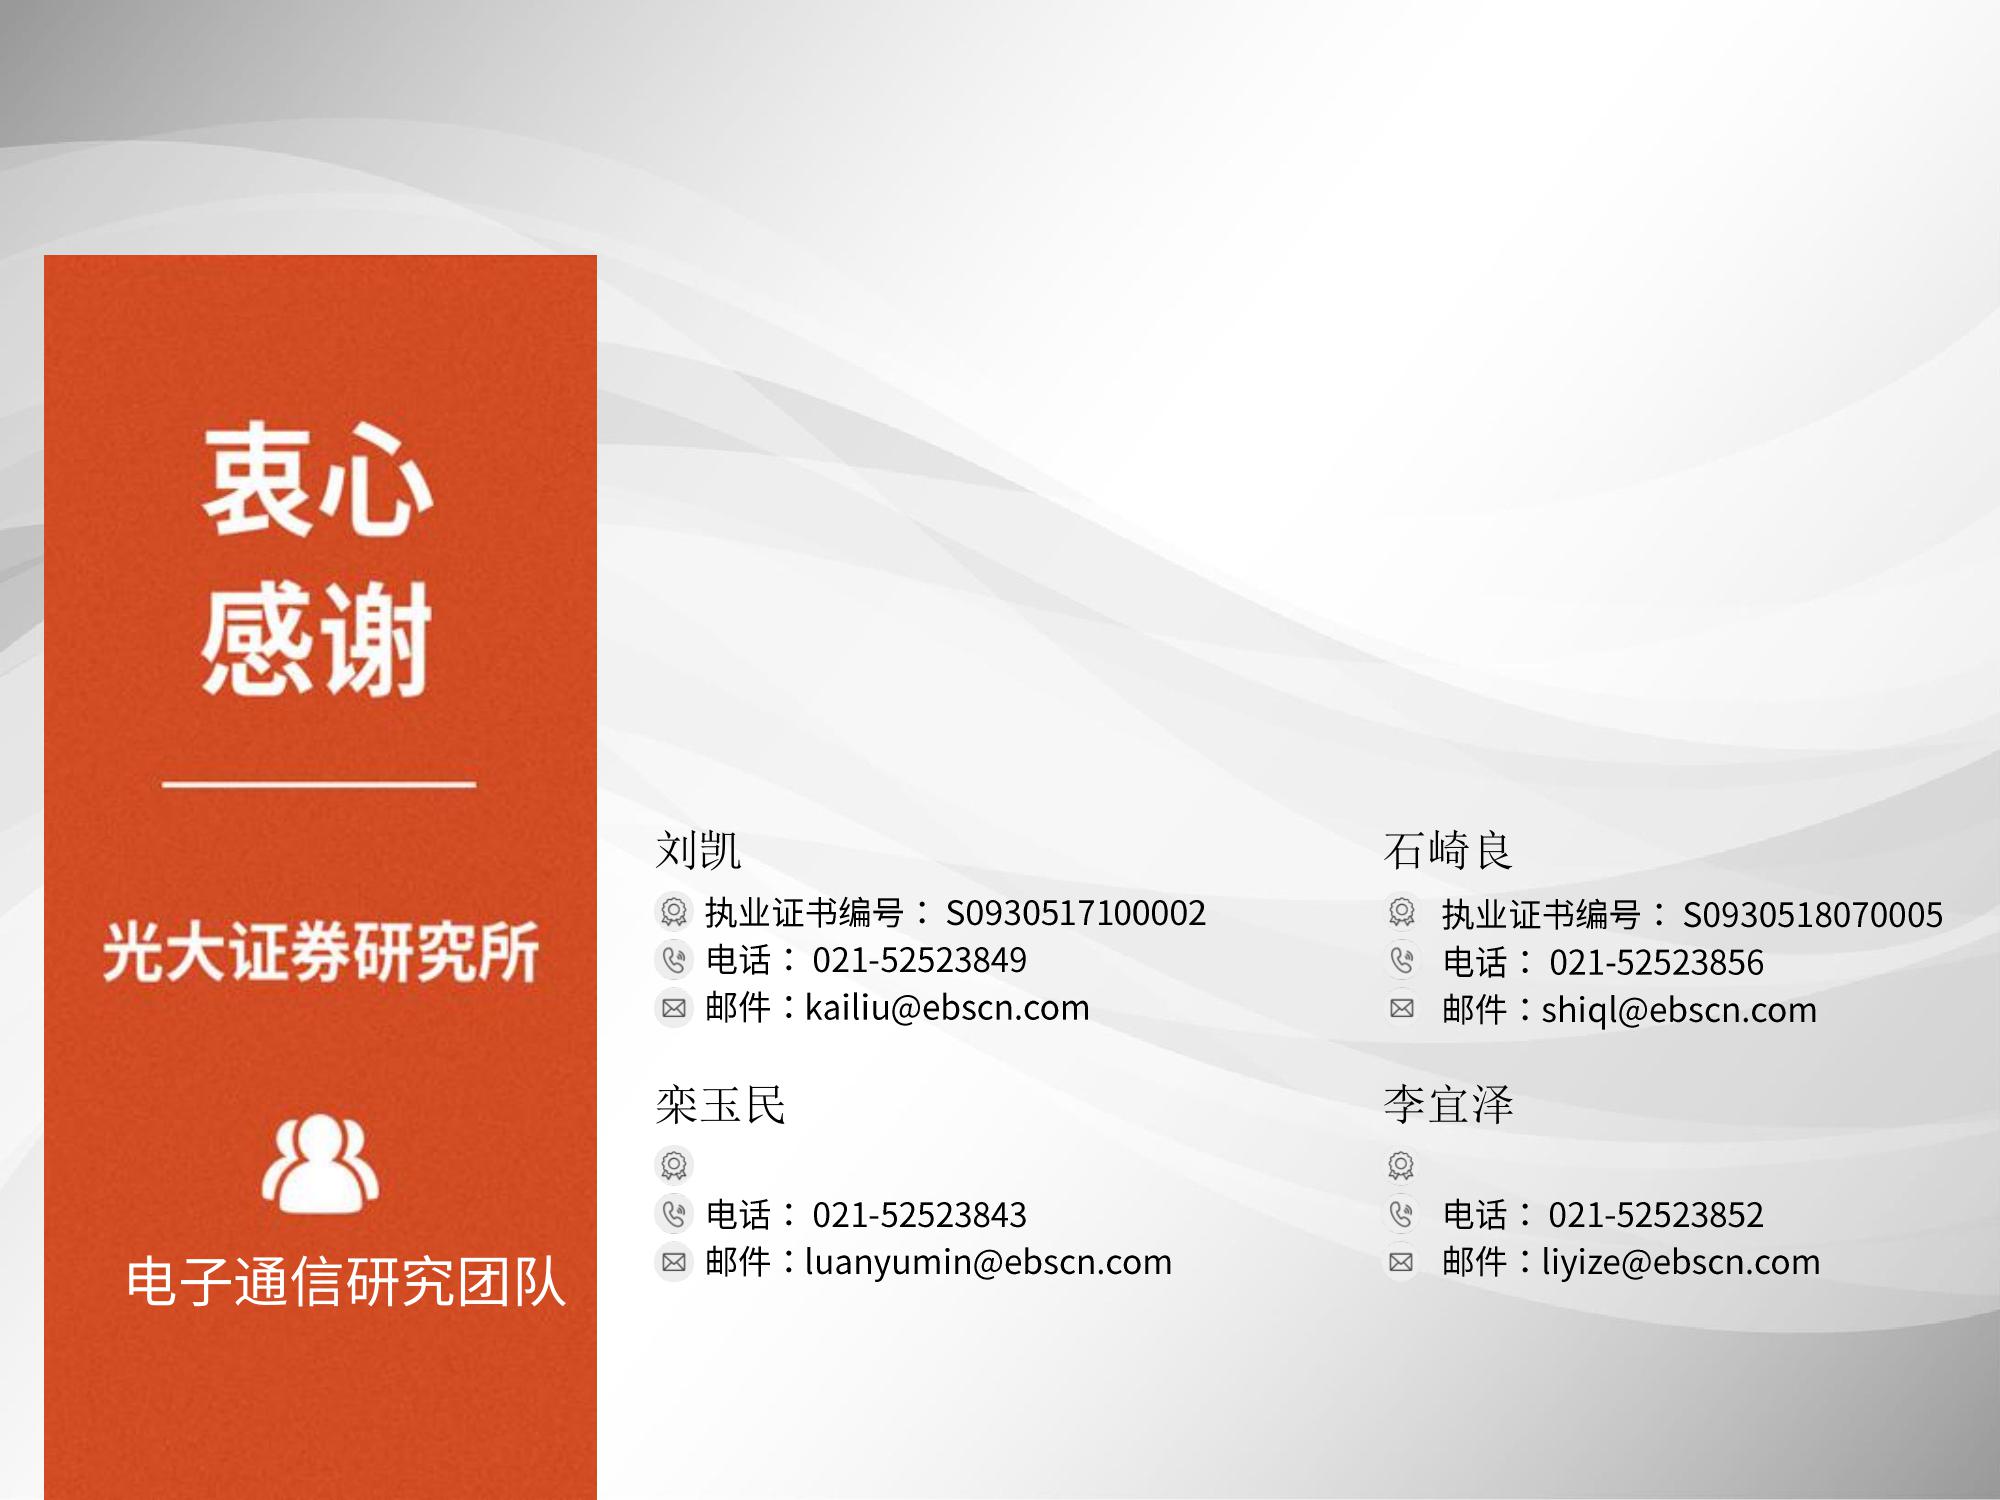 衷心
感谢
光大证券研究所
电子通信研究团队
刘凯
执业证书编号：S0930517100002
电话：021-52523849
邮件：kailiu@ebscn.com
石崎良
执业证书编号：S0930518070005
电话：021-52523856
邮件：shiql@ebscn.com
栾玉民
电话：021-52523843
邮件：luanyumin@ebscn.com
李宜泽
电话：021-52523852
邮件：liyize@ebscn.com